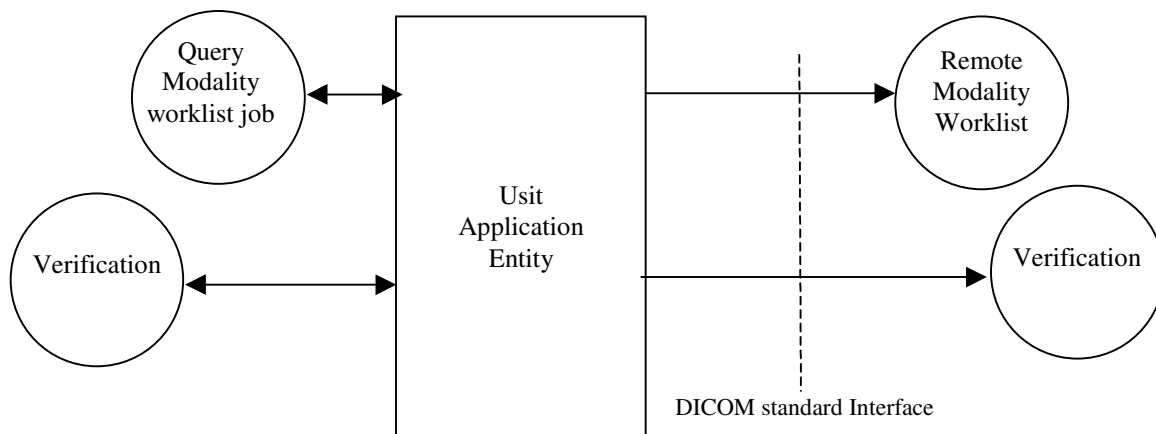 Query
Modality
worklist job
Verification
Usit
Application
Entity
Remote
Modality
Worklist
Verification
DICOM standard Interface